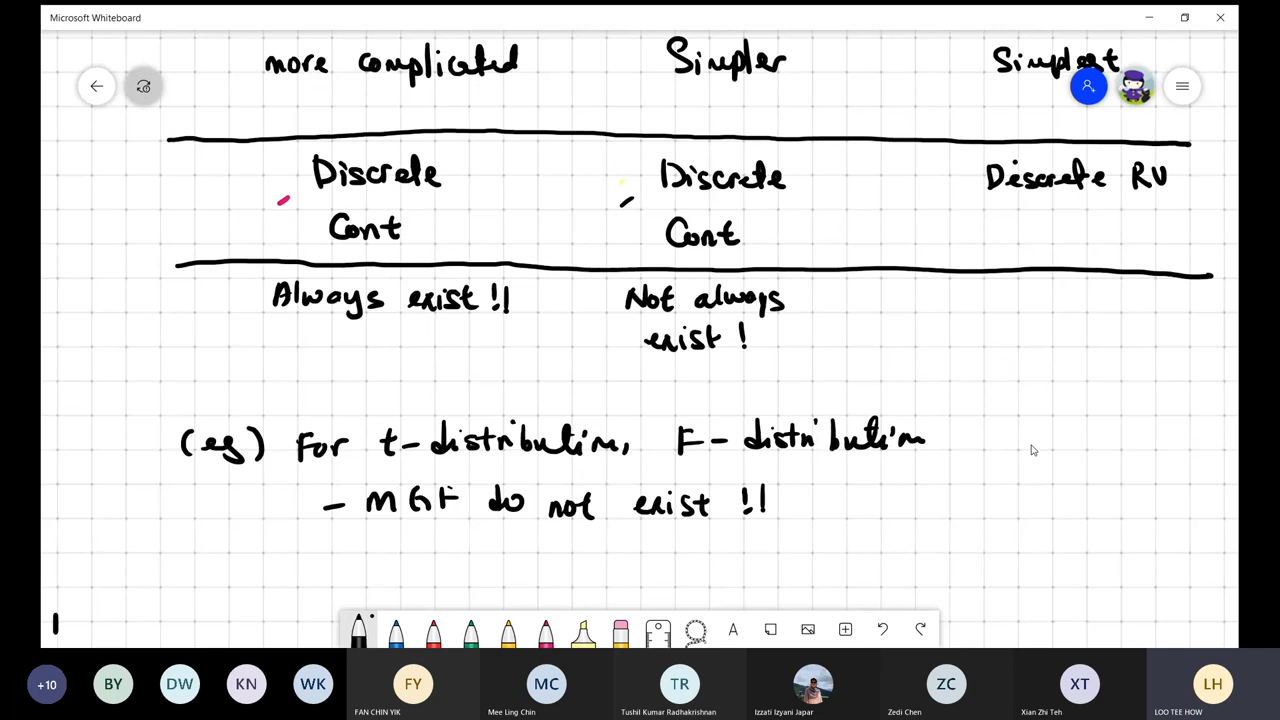 Microsoft Whiteboard
more complicated Simpler Simplest
Discrete Discrete Discrete RV
Cont Cont
Always exist !! Not always
exist !
(eg) For t-distribution, F-distribution
- MGF do not exist !!
A
+10 BY DW KN WK FY MC TR ZC XT LH
FAN CHIN YIK Mee Ling Chin Tushil Kumar Radhakrishnan Izzati Izyani Japar Zedi Chen Xian Zhi Teh LOO TEE HOW